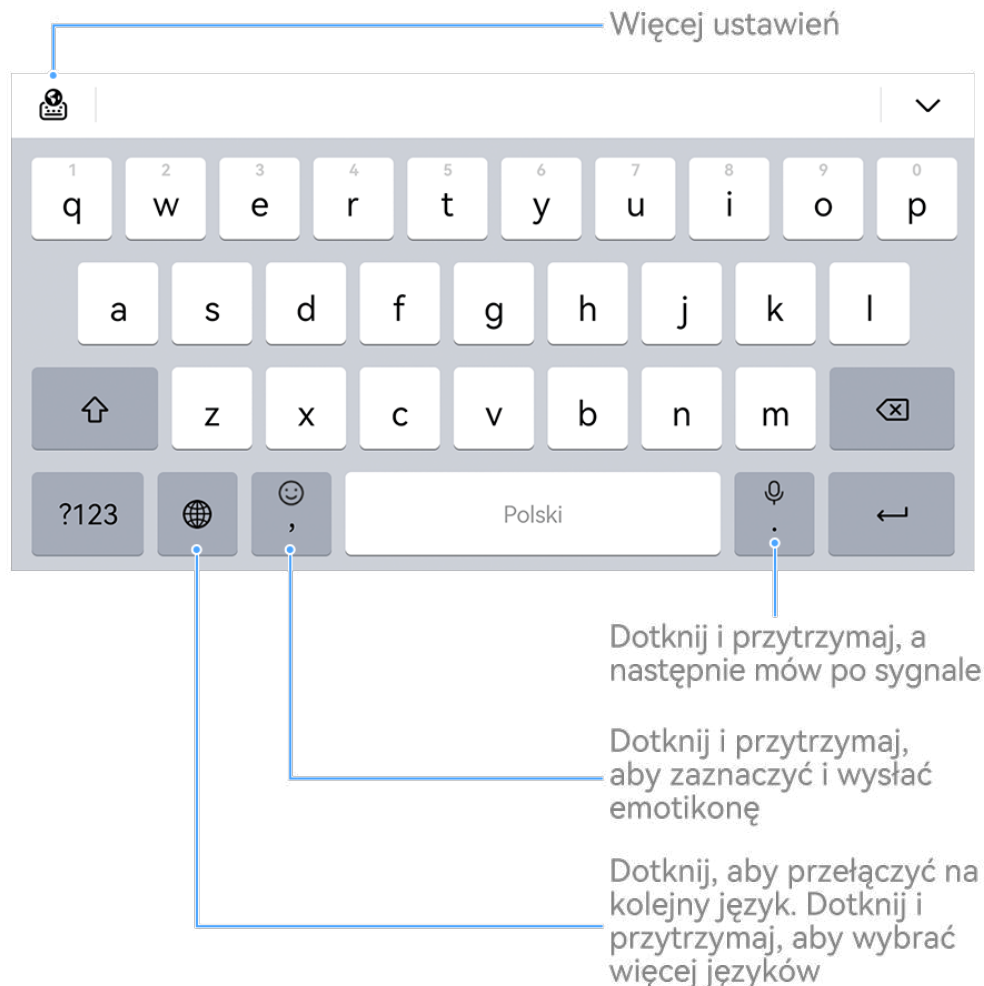 Więcej ustawień
1 2 3 4 5 6 7 8 9 0
q w e r t y u i o p
a s d f g h j k l
z x c v b n m
?123 , Polski .
Dotknij i przytrzymaj, a
następnie mów po sygnale
Dotknij i przytrzymaj,
aby zaznaczyć i wysłać
emotikonę
Dotknij, aby przełączyć na
kolejny język. Dotknij i
przytrzymaj, aby wybrać
więcej języków